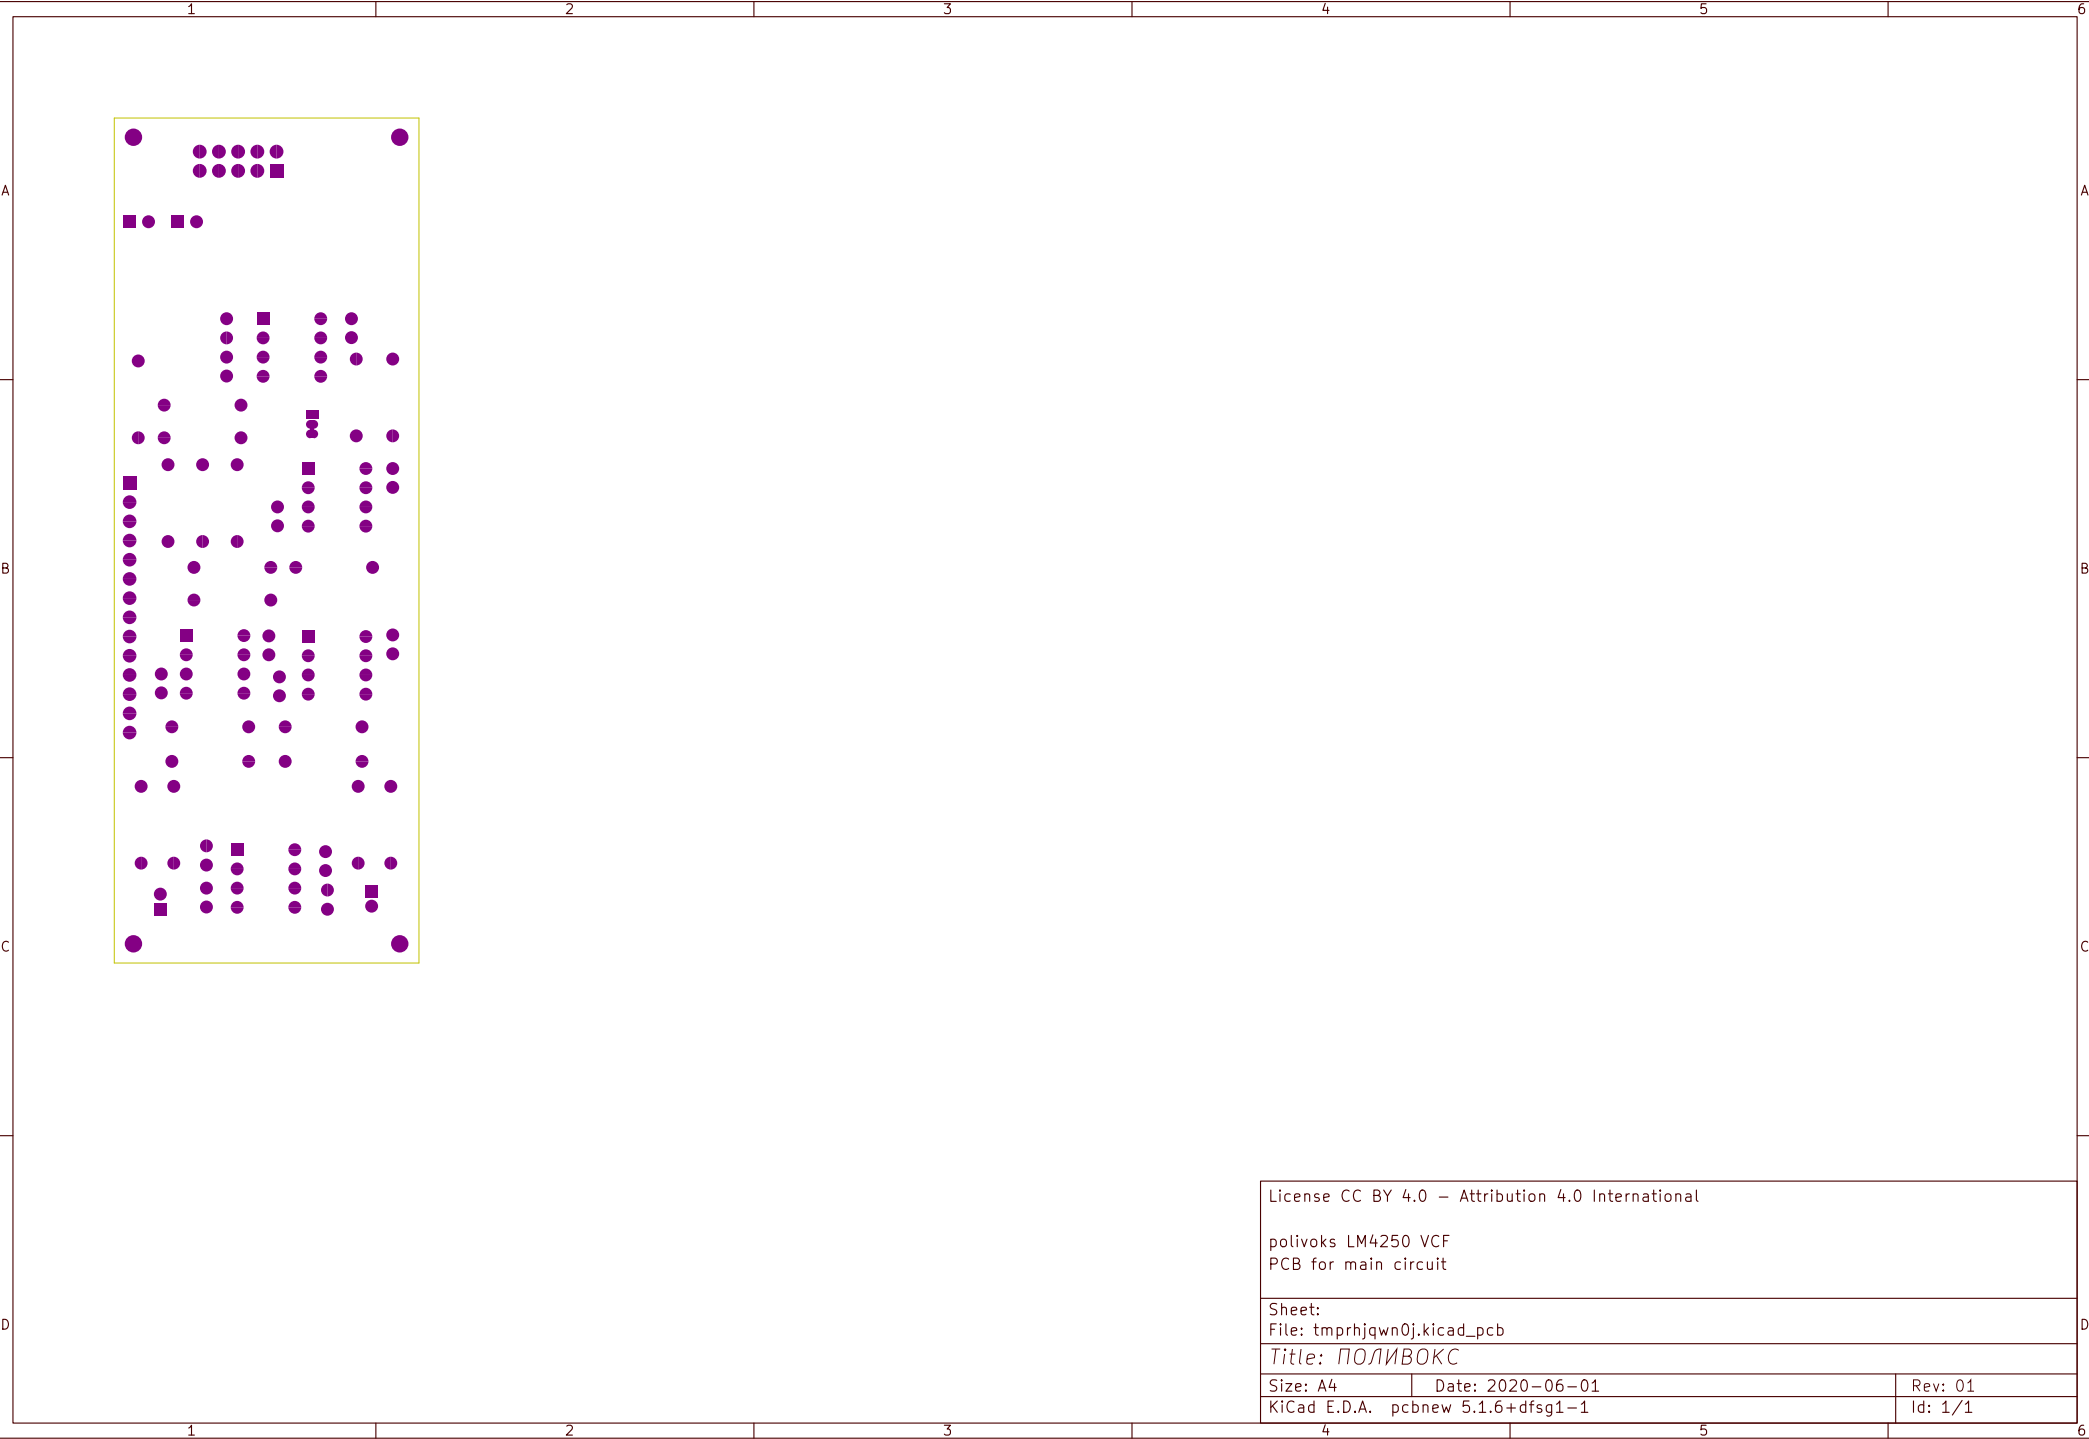 1 2 3 4 5 6
A A
B B
C C
License CC BY 4.0 – Attribution 4.0 International
polivoks LM4250 VCF
PCB for main circuit
Sheet:
D D
File: tmprhjqwn0j.kicad_pcb
Title: ПОЛИВОКС
Size: A4 Date: 2020–06–01 Rev: 01
KiCad E.D.A. pcbnew 5.1.6+dfsg1–1 Id: 1/1
1 2 3 4 5 6